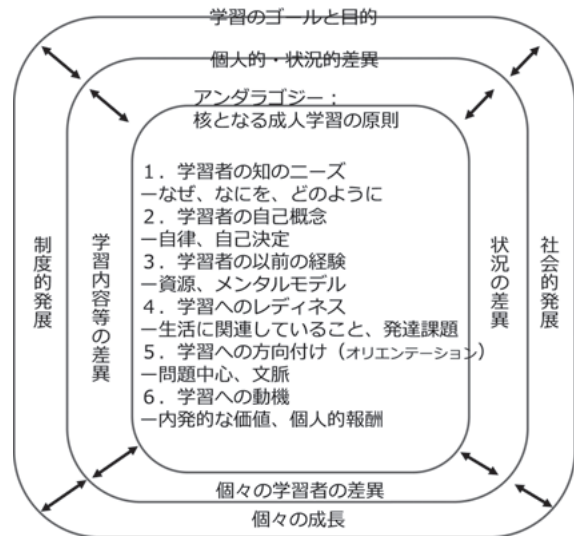 学習のゴールと目的
個人的・状況的差異
アンダラゴジー：
核となる成人学習の原則
１．学習者の知のニーズ
ーなぜ、なにを、どのように
２．学習者の自己概念
ー自律、自己決定
３．学習者の以前の経験
ー資源、メンタルモデル
４．学習へのレディネス
ー生活に関連していること、発達課題
５．学習への方向付け（オリエンテーション）
ー問題中心、文脈
６．学習への動機
ー内発的な価値、個人的報酬
制度的発展
学習内容等の差異
状況の差異
社会的発展
個々の学習者の差異
個々の成長